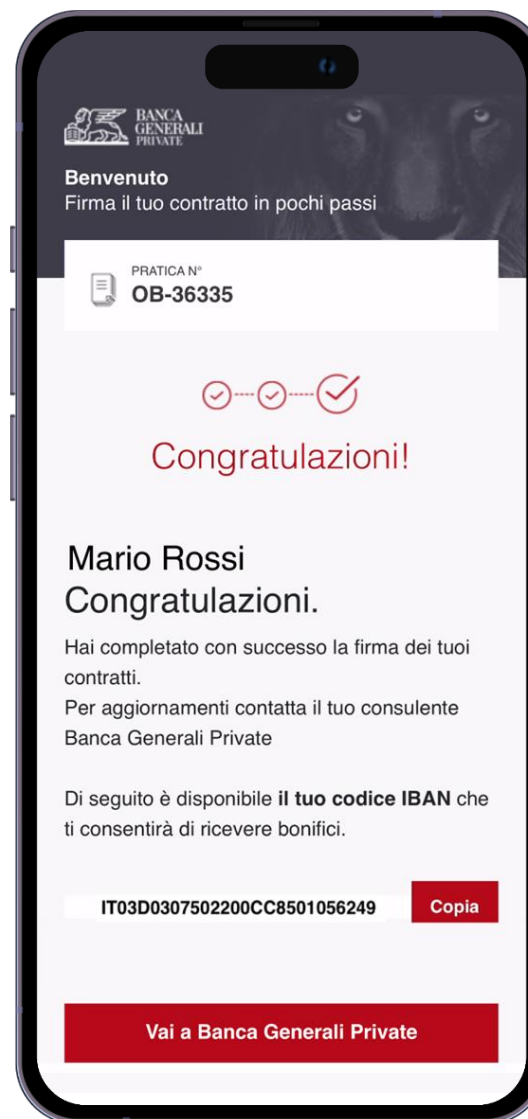 BANCA
GENERALI
PRIVATE
Benvenuto
Firma il tuo contratto in pochi passi
PRATICA N°
OB-36335
Congratulazioni!
Mario Rossi
Congratulazioni.
Hai completato con successo la firma dei tuoi
contratti.
Per aggiornamenti contatta il tuo consulente
Banca Generali Private
Di seguito è disponibile il tuo codice IBAN che
ti consentirà di ricevere bonifici.
IT03D0307502200CC8501056249 Copia
Vai a Banca Generali Private